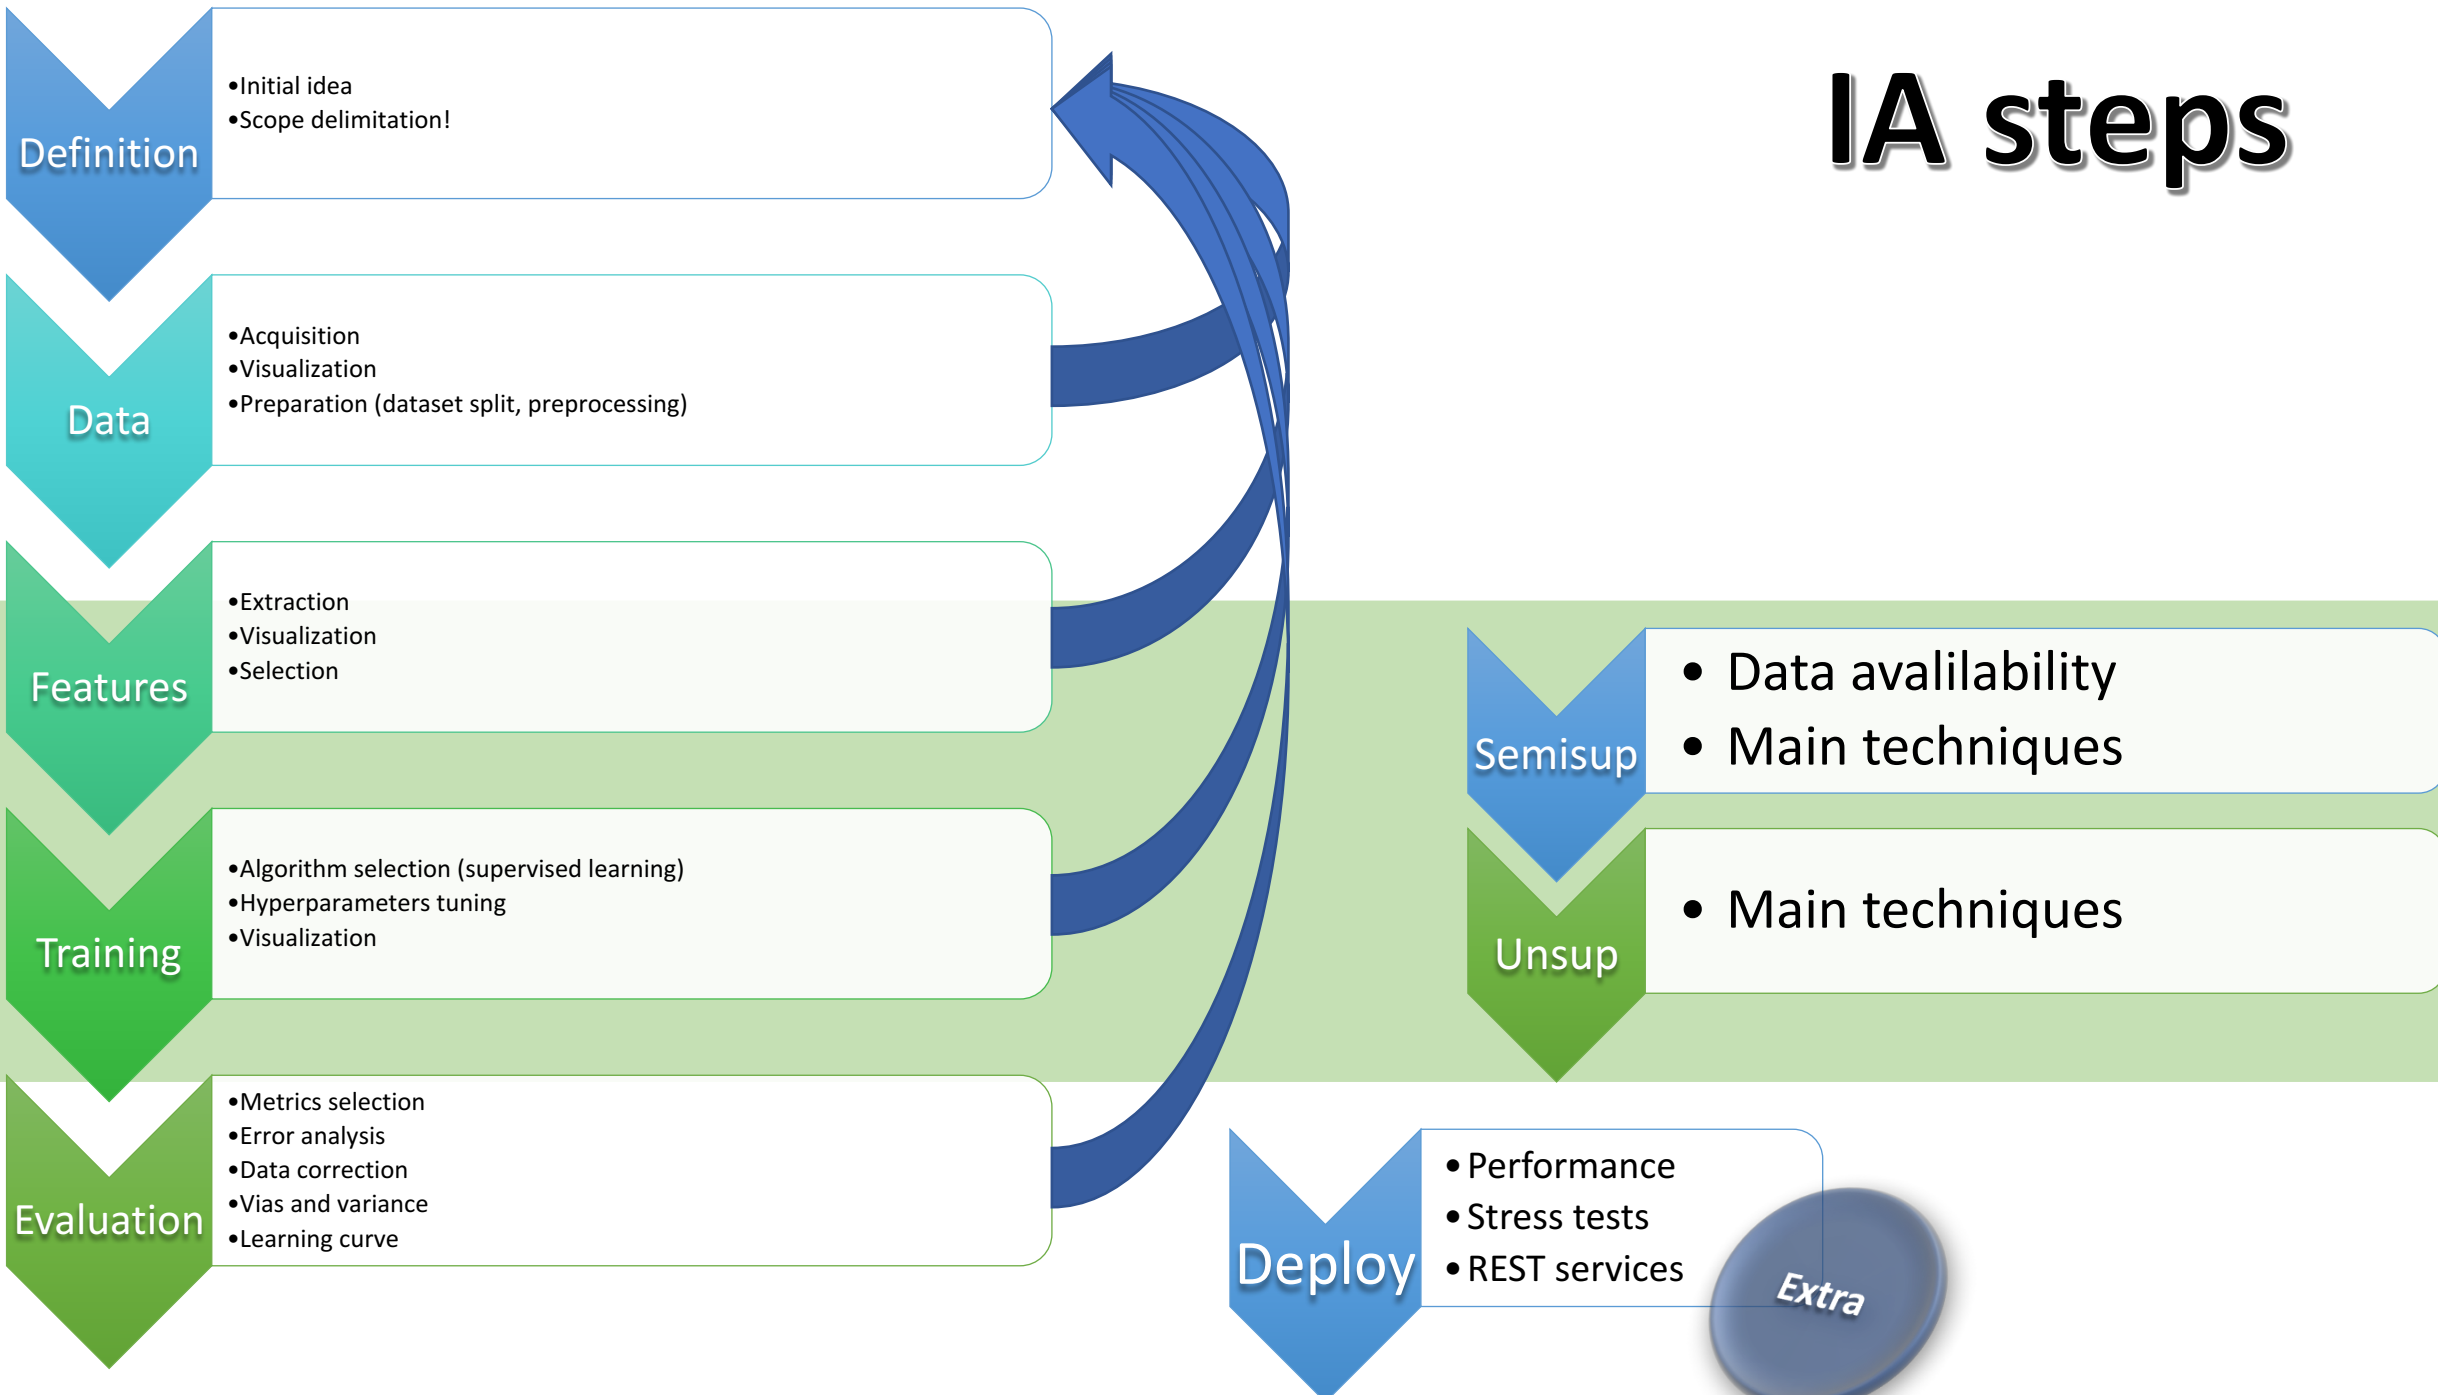 IA steps
Definition
•Initial idea
•Scope delimitation!
Data
•Acquisition
•Visualization
•Preparation (dataset split, preprocessing)
Features
•Extraction
•Visualization
•Selection
Training
•Algorithm selection (supervised learning)
•Hyperparameters tuning
•Visualization
Evaluation
•Metrics selection
•Error analysis
•Data correction
•Vias and variance
•Learning curve
Semisup
• Data avalilability
• Main techniques
Unsup
• Main techniques
Deploy
•Performance
•Stress tests
•REST services
Extra